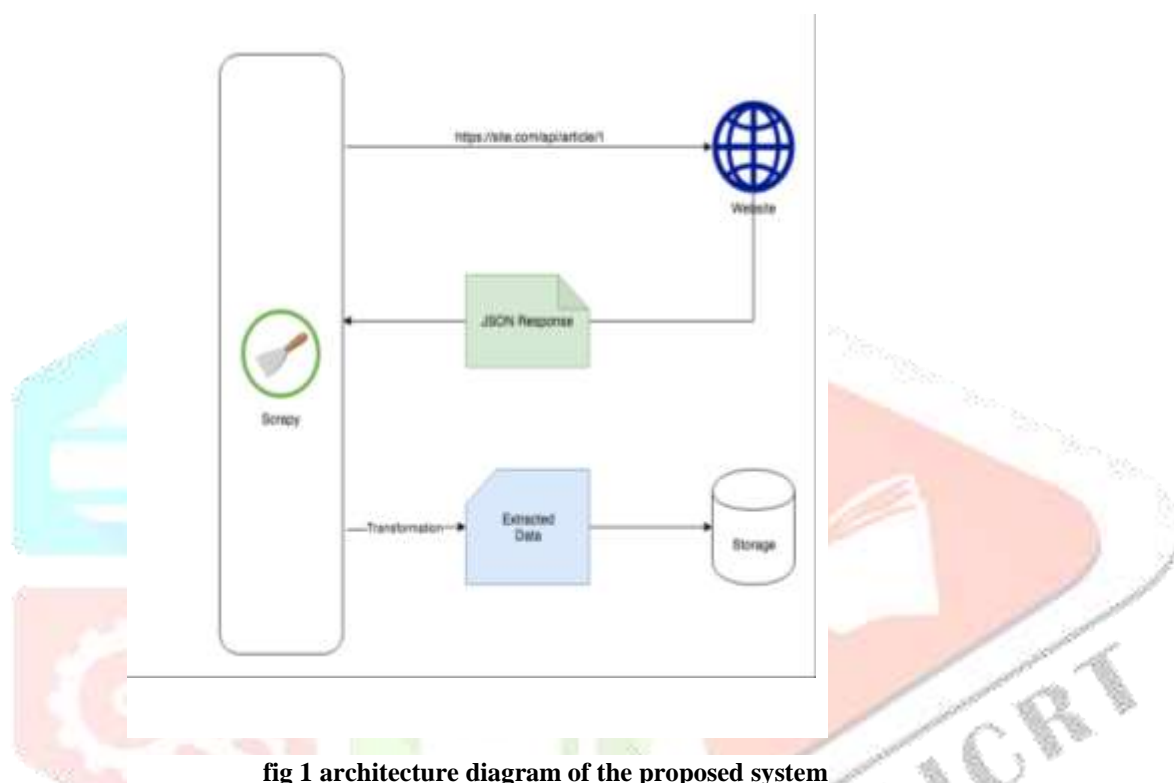 https://site.com/api/article/1
Website
JSON Response
Scrapy
Transformation
Extracted
Data
Storage
IJCRT
fig 1 architecture diagram of the proposed system